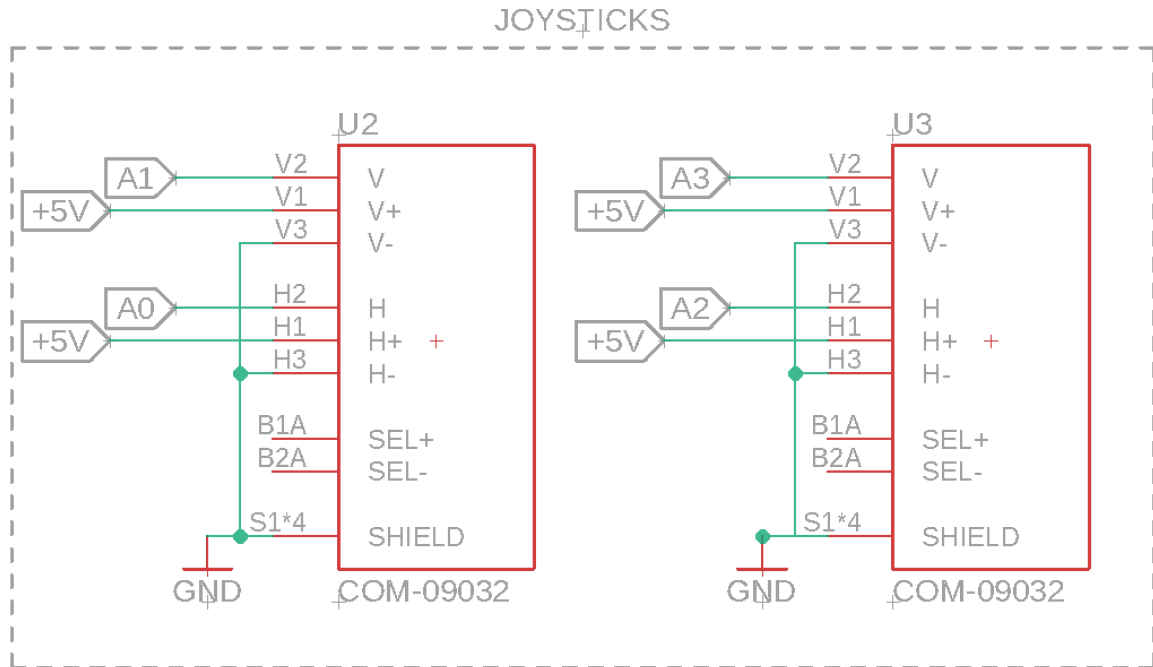 JOYSTICKS
U2
A1
V2
V
+5V
V1
V+
V3
V-
A0
H2
H
+5V
H1
H+
H3
H-
B1A
SEL+
B2A
SEL-
S1*4
SHIELD
GND
COM-09032
U3
A3
V2
V
+5V
V1
V+
V3
V-
A2
H2
H
+5V
H1
H+
H3
H-
B1A
SEL+
B2A
SEL-
S1*4
SHIELD
GND
COM-09032